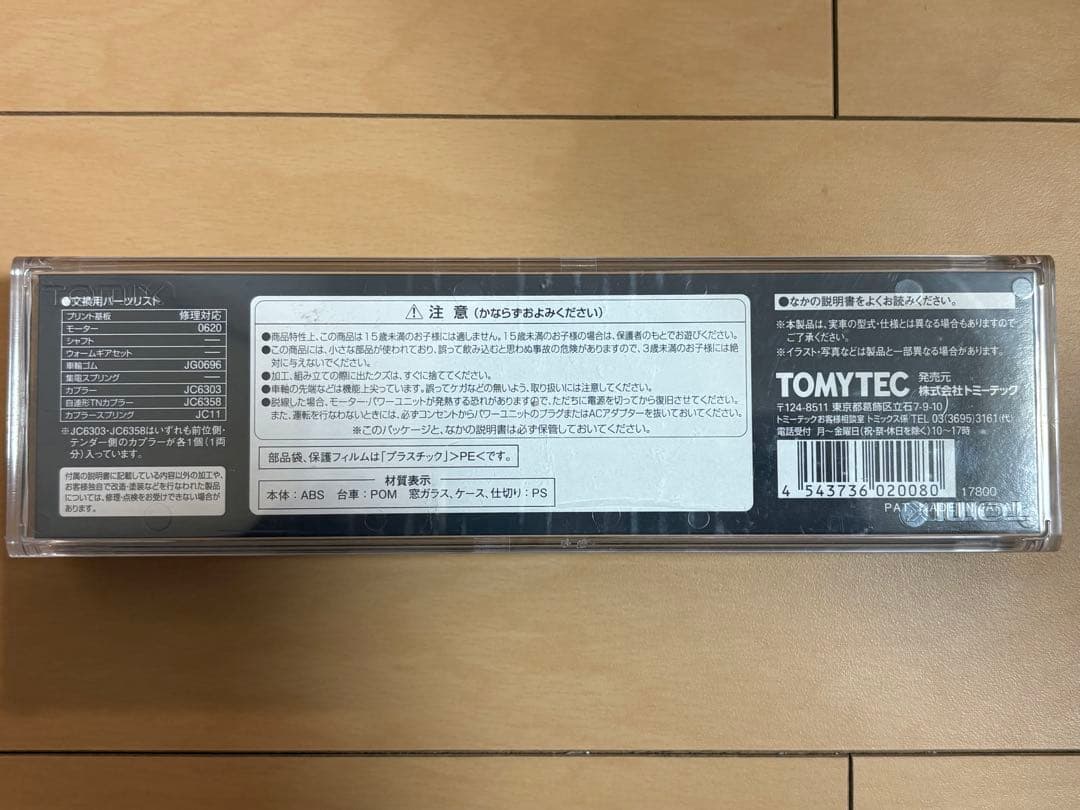 TOMIX
●交換用パーツリスト
プリント基板 修理対応
モーター 0620
シャフト ──
ウォームギアセット ──
車輪ゴム JG0696
集電スプリング ──
カプラー JC6303
自連形TNカプラー JC6358
カプラースプリング JC11
※JC6303・JC6358はいずれも前位側・
テンダー側のカプラーが各1個(1両
分)入っています。
付属の説明書に記載している内容以外の加工や、
お客様独自で改造・塗装などを行なわれた製品
については、修理・点検をお受けできない場合が
あります。
⚠ 注 意 (かならずおよみください)
●商品特性上、この商品は15歳未満のお子様には適しません。15歳未満のお子様の場合は、保護者のもとでお遊びください。
●この商品には、小さな部品が使われており、誤って飲み込むと思わぬ事故の危険がありますので、3歳未満のお子様には絶
対に与えないでください。
●加工、組み立ての際に出たクズは、すぐに捨ててください。
●車軸の先端などは機能上尖っています。誤ってケガなどの無いよう、取り扱いには注意してください。
●脱線した場合、モーター・パワーユニットが発熱する恐れがありますので、ただちに電源を切ってから復旧させてください。
また、運転を行なわないときには、必ずコンセントからパワーユニットのプラグまたはACアダプターを抜いておいてください。
※このパッケージと、なかの説明書は必ず保管しておいてください。
部品袋、保護フィルムは「プラスチック」>PE<です。
材質表示
本体:ABS 台車:POM 窓ガラス、ケース、仕切り:PS
●なかの説明書をよくお読みください。
※本製品は、実車の型式・仕様とは異なる場合もありますので
ご了承ください。
※イラスト・写真などは製品と一部異なる場合があります。
TOMYTEC 発売元 株式会社トミーテック
〒124-8511 東京都葛飾区立石7-9-10
トミーテックお客様相談室 トミックス係 TEL 03(3695)3161(代)
電話受付 月〜金曜日(祝・祭・休日を除く)10〜17時
4 543736 020080 17800
PAT. MADE IN